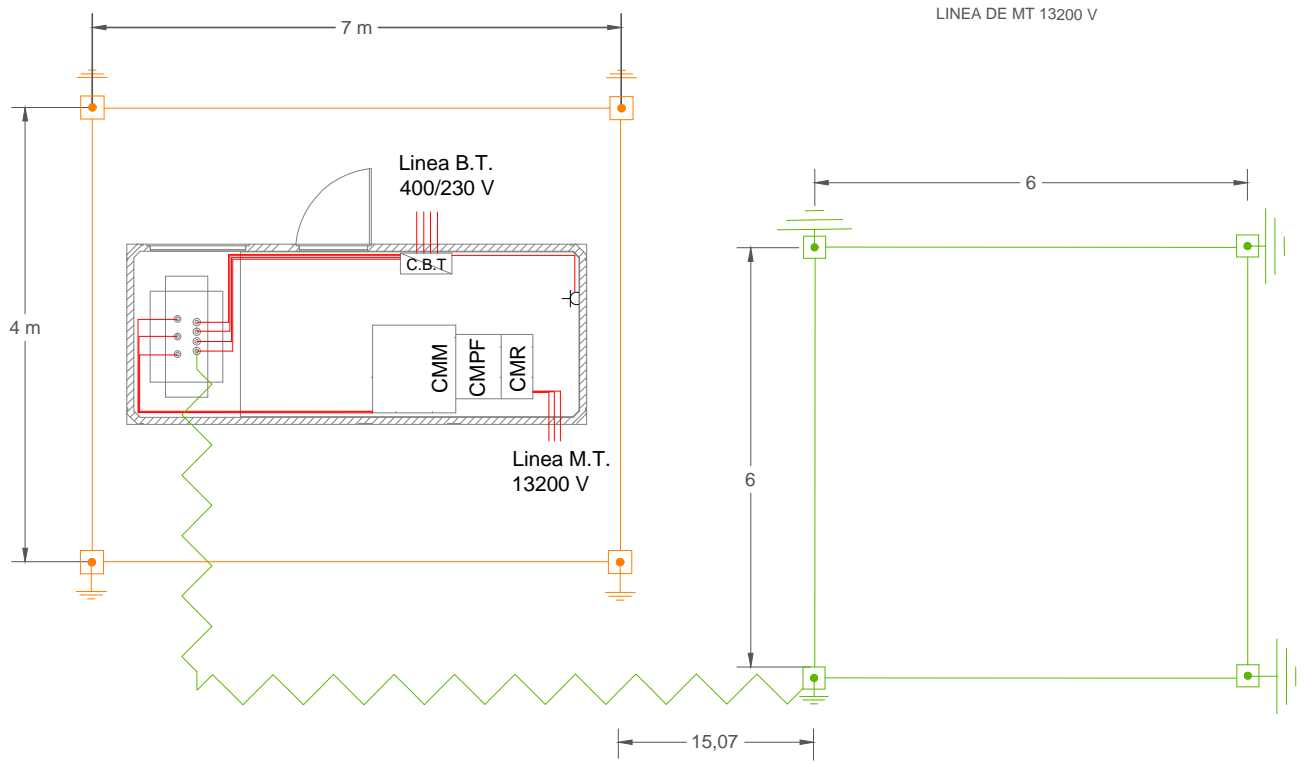 LINEA DE MT 13200 V
7 m
Linea B.T.
400/230 V
6
C.B.T
4 m
CMM
CMPF
CMR
Linea M.T.
13200 V
6
15,07